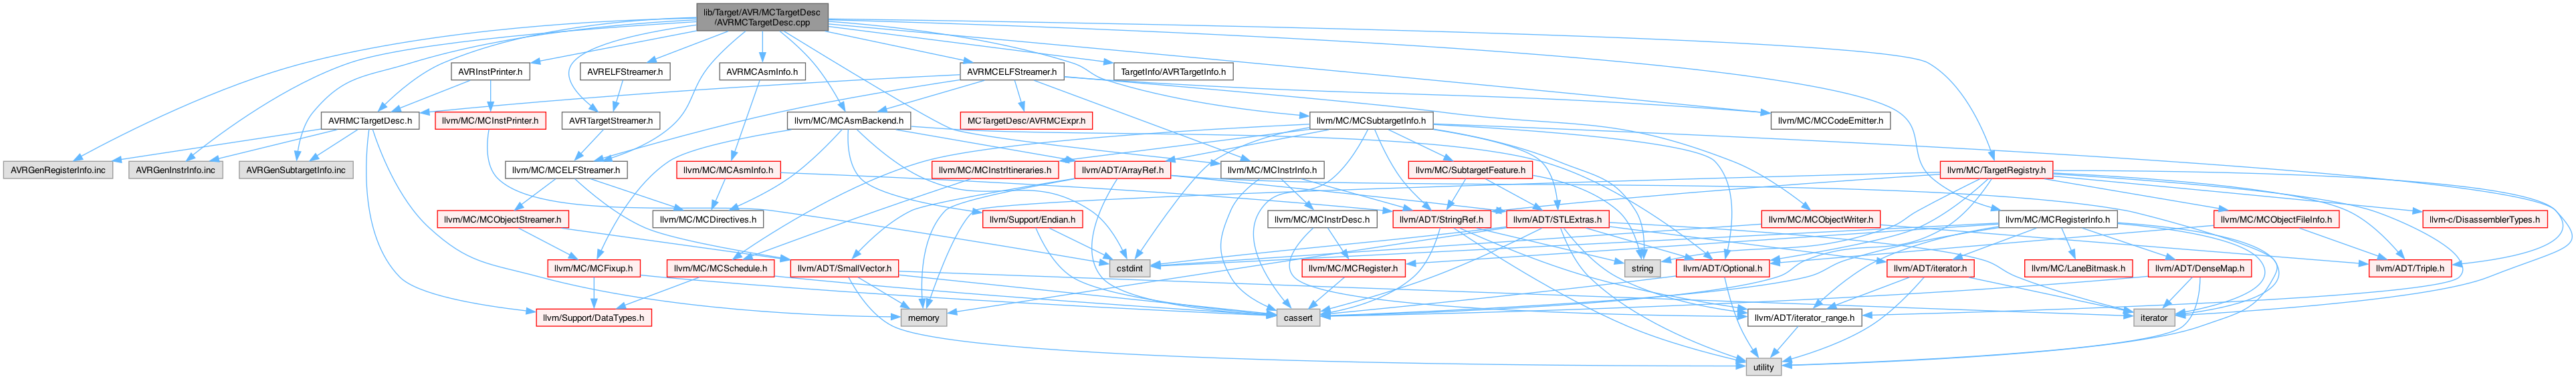 lib/Target/AVR/MCTargetDesc
/AVRMCTargetDesc.cpp
AVRInstPrinter.h
AVRELFStreamer.h
AVRMCAsmInfo.h
AVRMCELFStreamer.h
TargetInfo/AVRTargetInfo.h
AVRMCTargetDesc.h
llvm/MC/MCInstPrinter.h
AVRTargetStreamer.h
llvm/MC/MCAsmBackend.h
MCTargetDesc/AVRMCExpr.h
llvm/MC/MCSubtargetInfo.h
llvm/MC/MCCodeEmitter.h
AVRGenRegisterInfo.inc
AVRGenInstrInfo.inc
AVRGenSubtargetInfo.inc
llvm/MC/MCELFStreamer.h
llvm/MC/MCAsmInfo.h
llvm/MC/MCInstrItineraries.h
llvm/ADT/ArrayRef.h
llvm/MC/MCInstrInfo.h
llvm/MC/SubtargetFeature.h
llvm/MC/TargetRegistry.h
llvm/MC/MCObjectStreamer.h
llvm/MC/MCDirectives.h
llvm/Support/Endian.h
llvm/MC/MCInstrDesc.h
llvm/ADT/StringRef.h
llvm/ADT/STLExtras.h
llvm/MC/MCObjectWriter.h
llvm/MC/MCRegisterInfo.h
llvm/MC/MCObjectFileInfo.h
llvm-c/DisassemblerTypes.h
llvm/MC/MCFixup.h
llvm/MC/MCSchedule.h
llvm/ADT/SmallVector.h
cstdint
llvm/MC/MCRegister.h
string
llvm/ADT/Optional.h
llvm/ADT/iterator.h
llvm/MC/LaneBitmask.h
llvm/ADT/DenseMap.h
llvm/ADT/Triple.h
llvm/Support/DataTypes.h
memory
cassert
llvm/ADT/iterator_range.h
iterator
utility